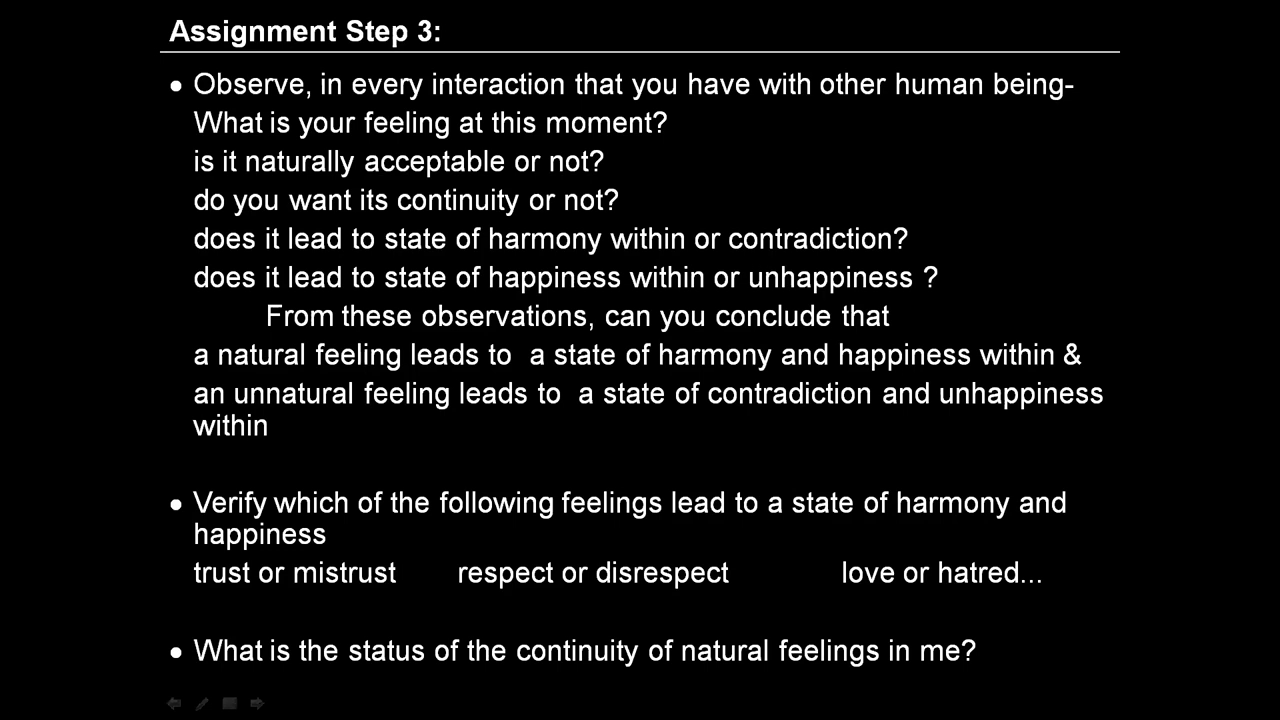 Assignment Step 3:
• Observe, in every interaction that you have with other human being-
What is your feeling at this moment?
is it naturally acceptable or not?
do you want its continuity or not?
does it lead to state of harmony within or contradiction?
does it lead to state of happiness within or unhappiness ?
From these observations, can you conclude that
a natural feeling leads to a state of harmony and happiness within &
an unnatural feeling leads to a state of contradiction and unhappiness
within
• Verify which of the following feelings lead to a state of harmony and
happiness
trust or mistrust respect or disrespect love or hatred...
• What is the status of the continuity of natural feelings in me?